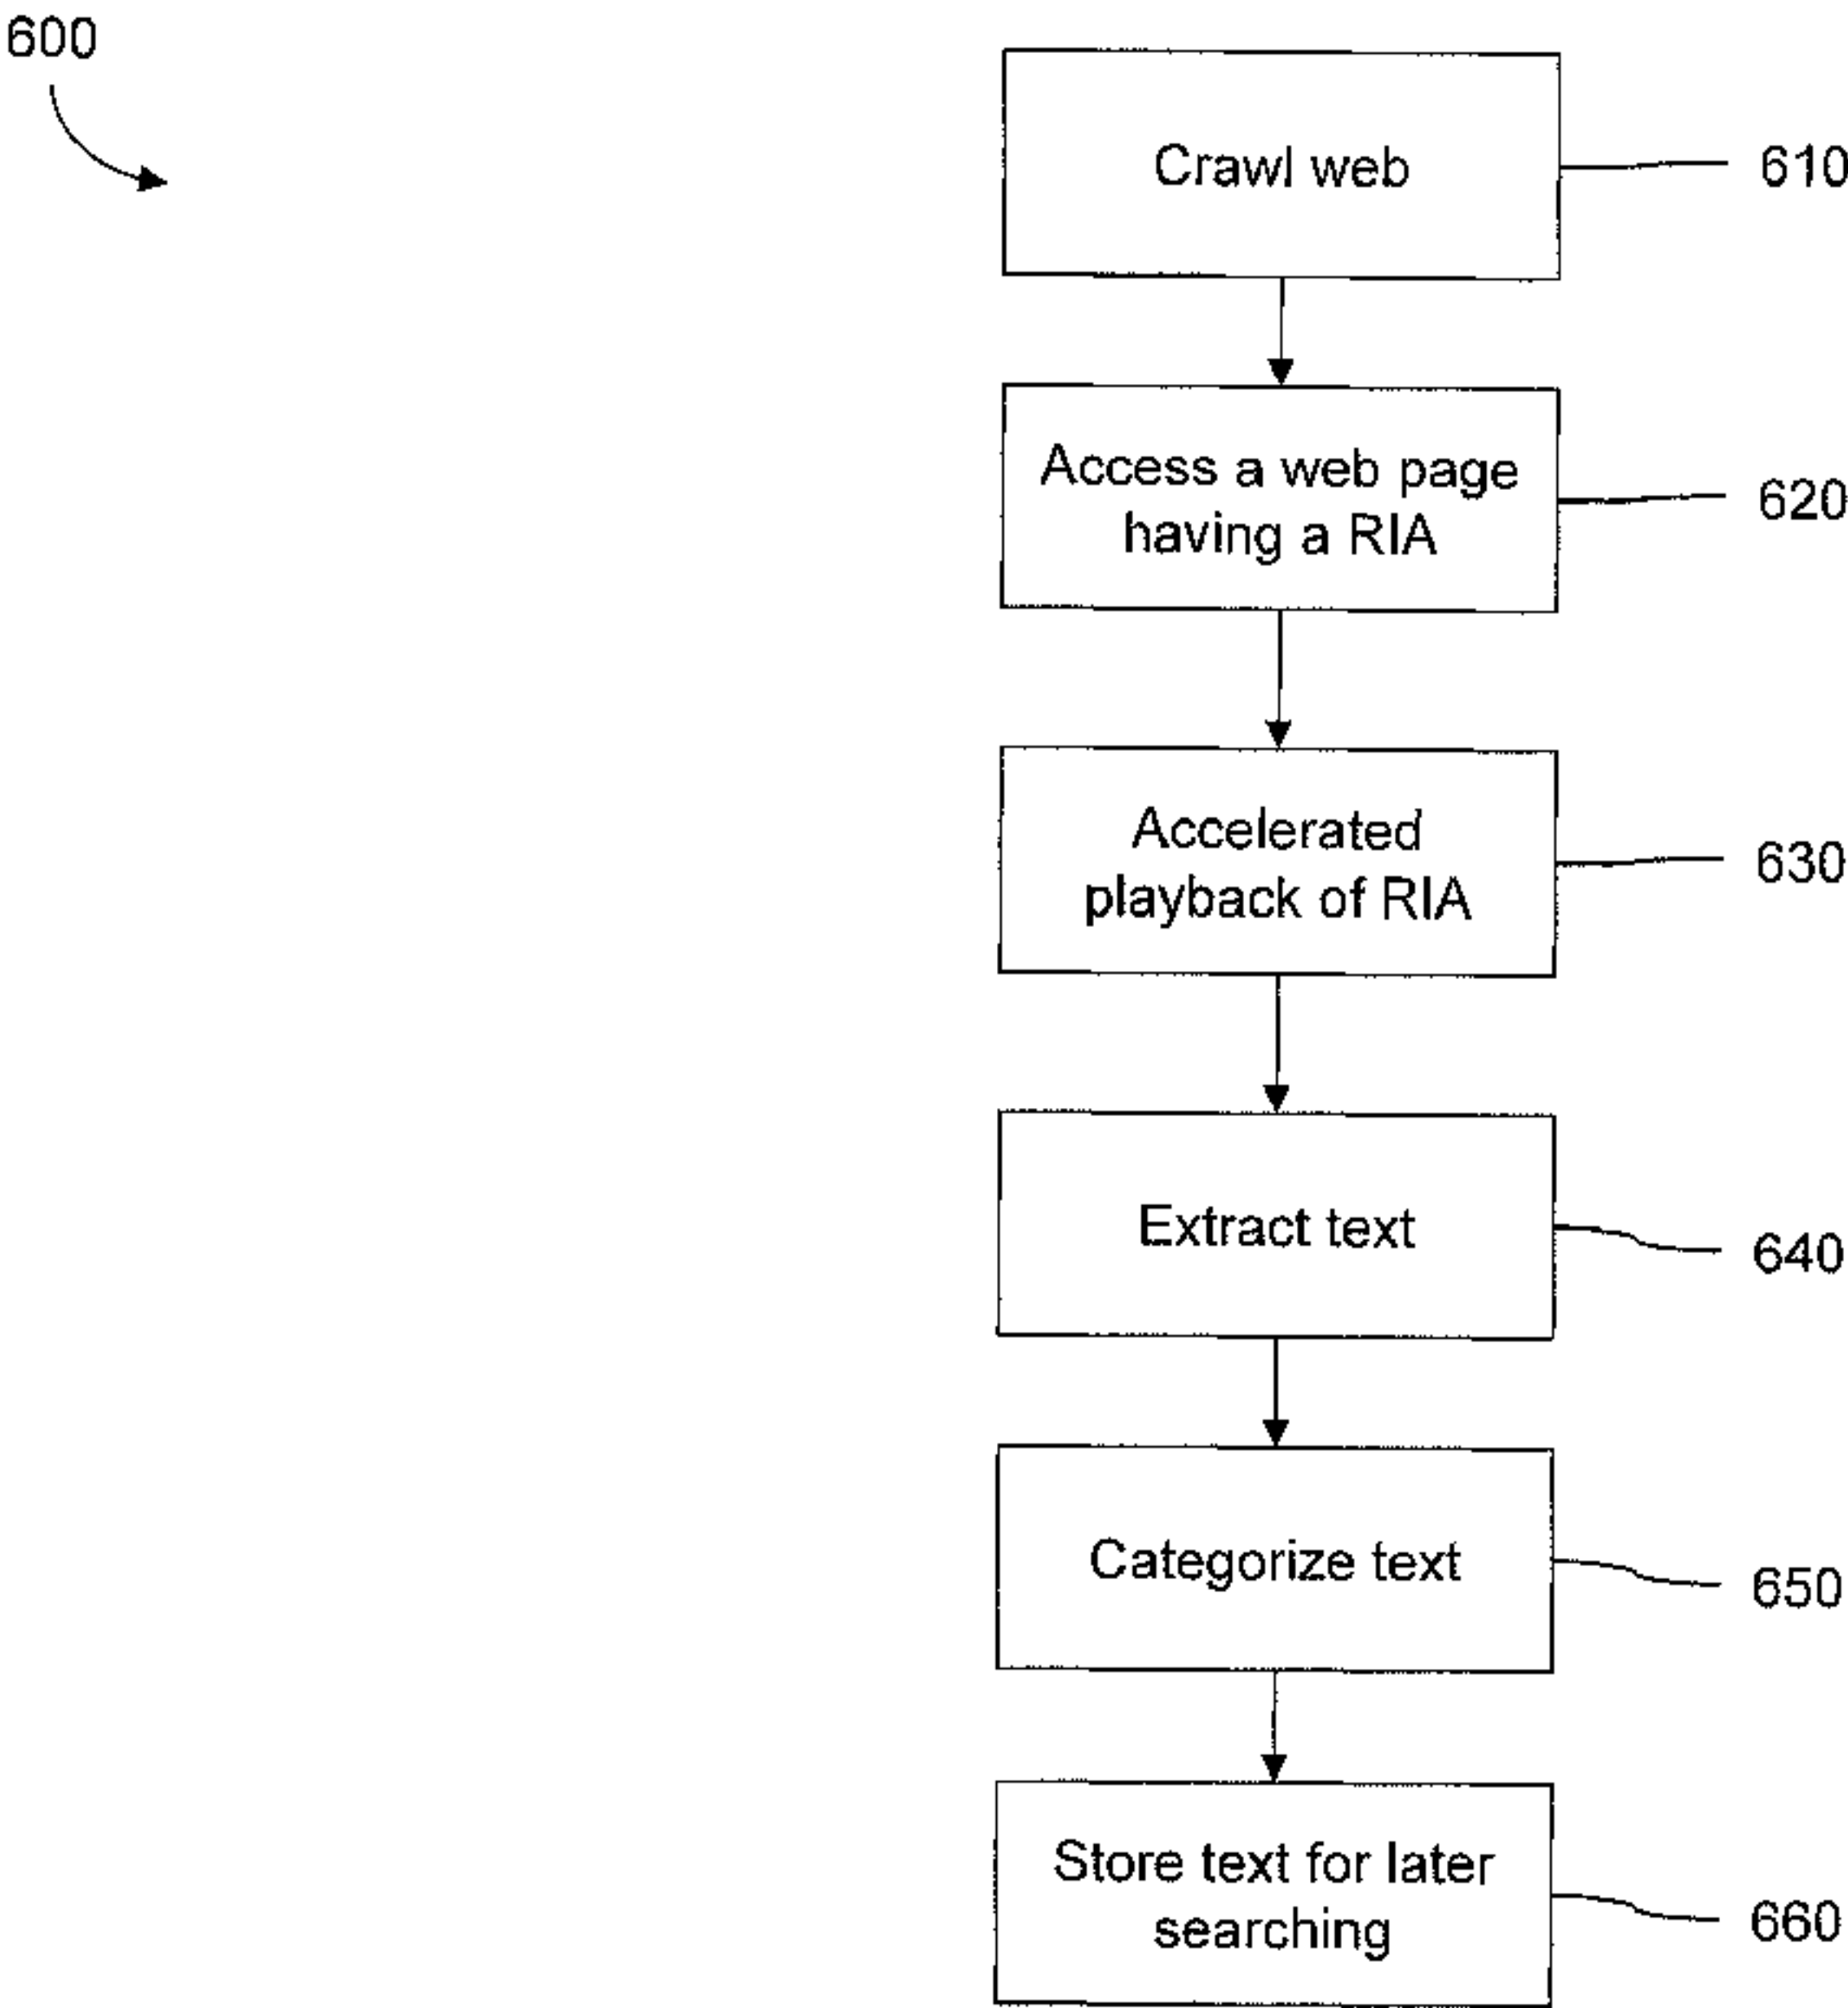 600
Crawl web
610
Access a web page
having a RIA
620
Accelerated
playback of RIA
630
Extract text
640
Categorize text
650
Store text for later
searching
660